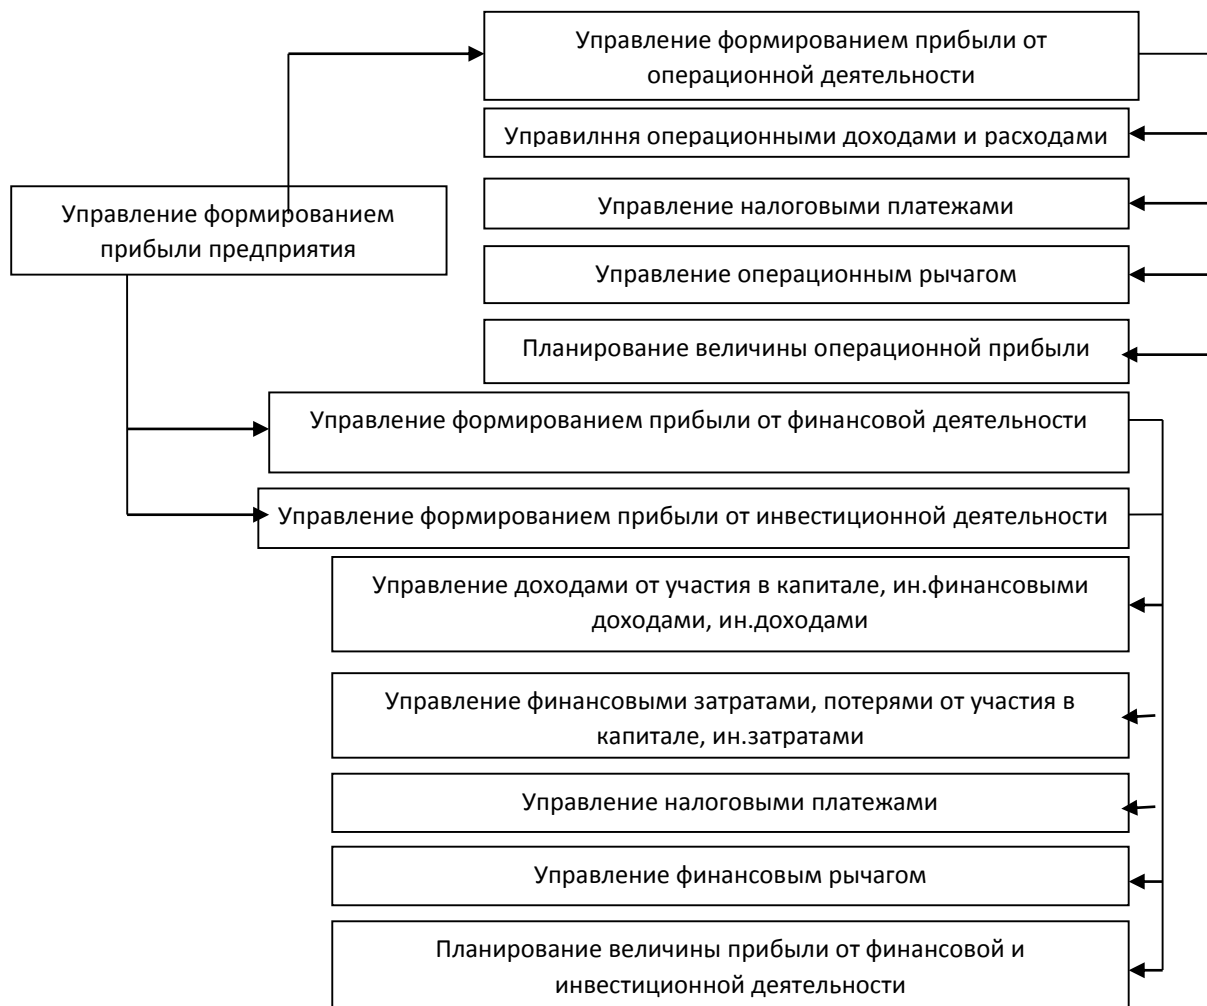 Управление формированием прибыли от
операционной деятельности
Управилння операционными доходами и расходами
Управление формированием
прибыли предприятия
Управление налоговыми платежами
Управление операционным рычагом
Планирование величины операционной прибыли
Управление формированием прибыли от финансовой деятельности
Управление формированием прибыли от инвестиционной деятельности
Управление доходами от участия в капитале, ин.финансовыми
доходами, ин.доходами
Управление финансовыми затратами, потерями от участия в
капитале, ин.затратами
Управление налоговыми платежами
Управление финансовым рычагом
Планирование величины прибыли от финансовой и
инвестиционной деятельности